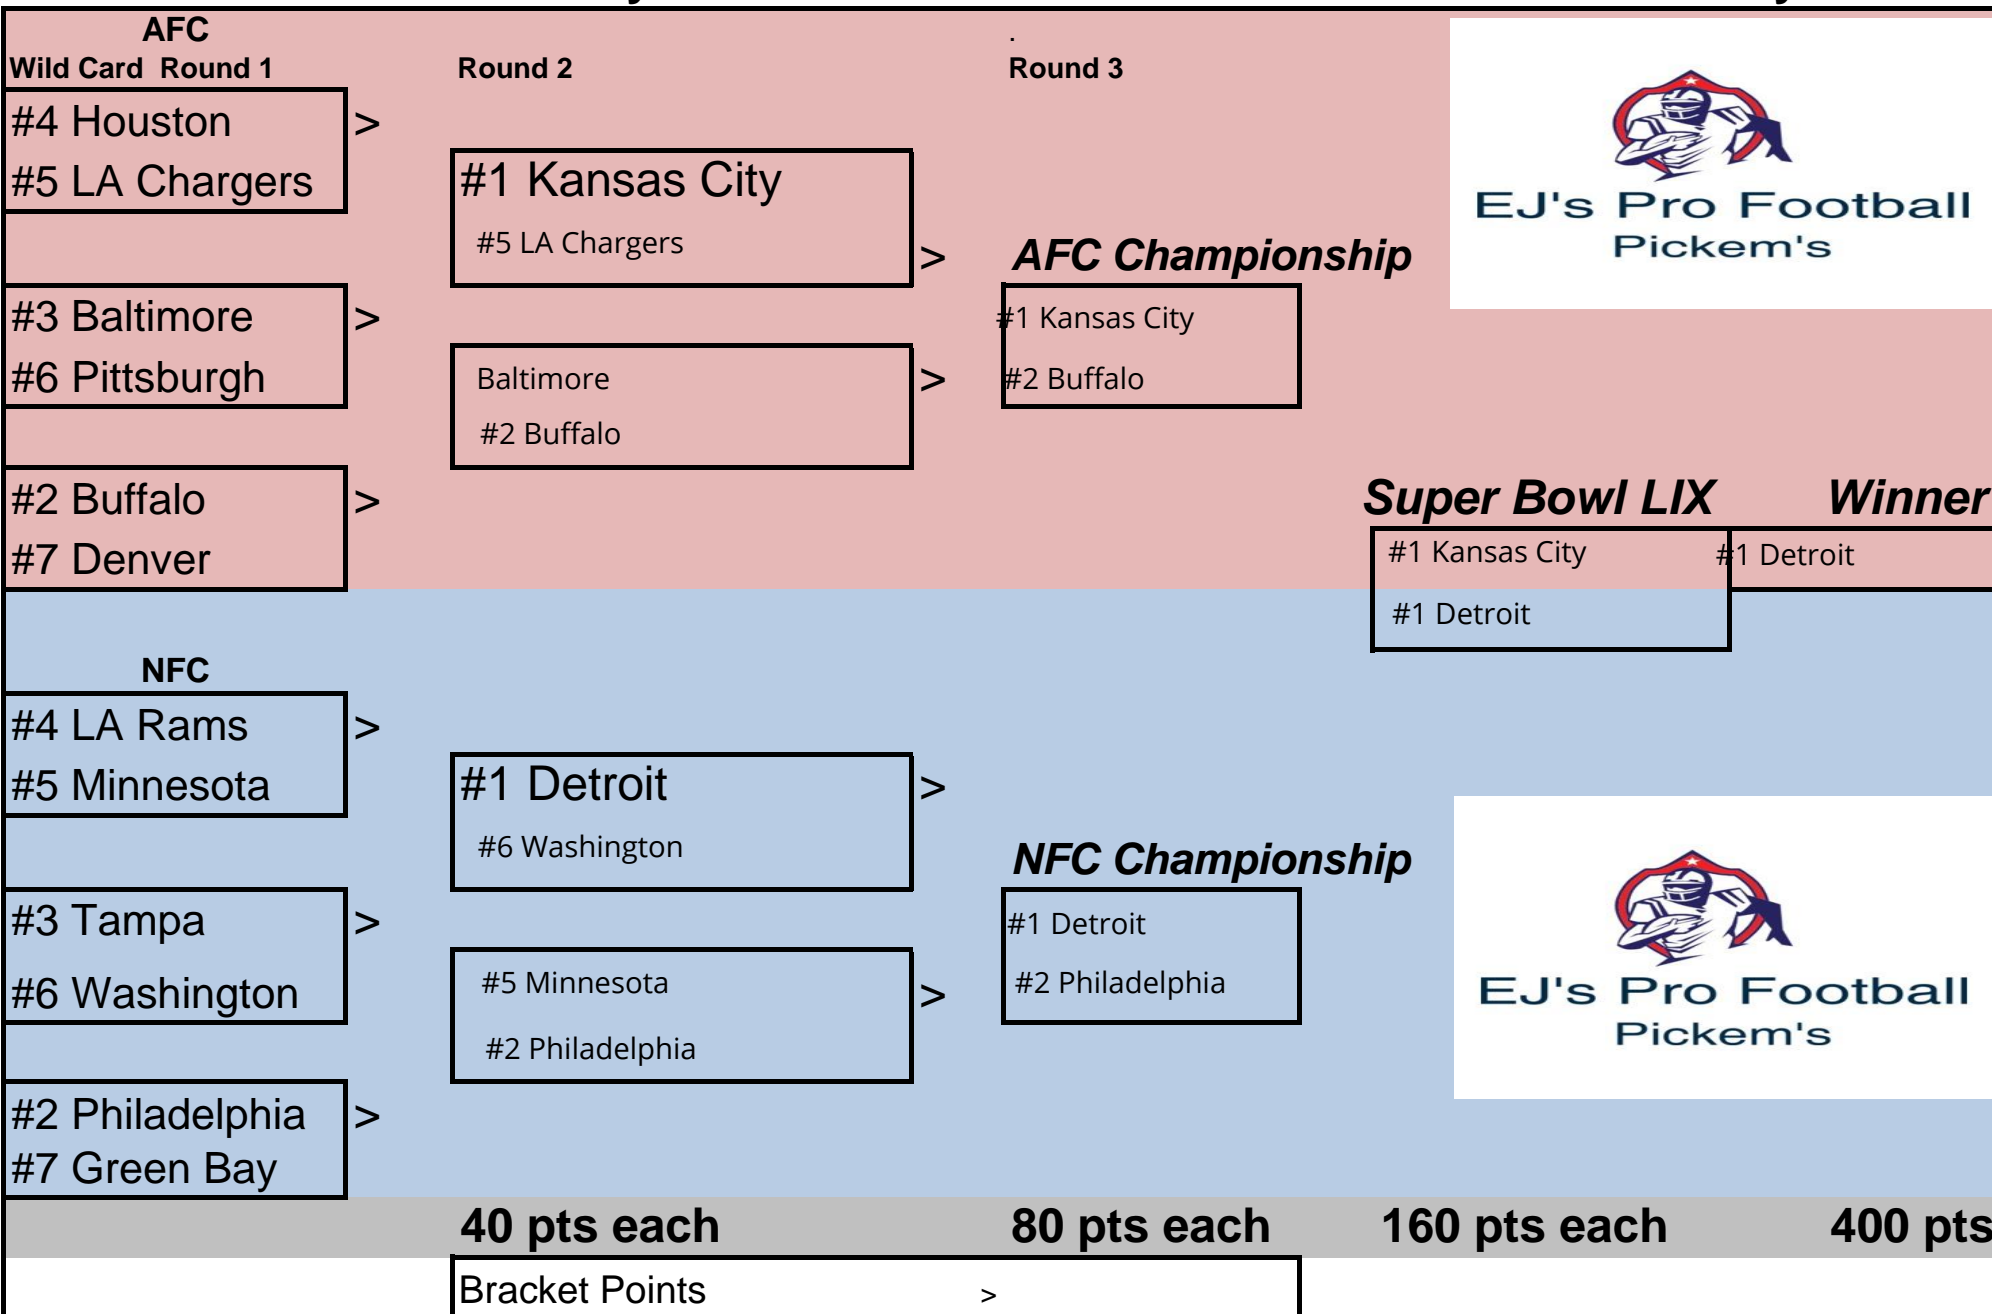 AFC
.
Wild Card Round 1 Round 2 Round 3
#4 Houston >
#5 LA Chargers
#1 Kansas City
#5 LA Chargers >
AFC Championship
EJ's Pro Football
Pickem's
#3 Baltimore >
#6 Pittsburgh
#1 Kansas City
#2 Buffalo
Baltimore >
#2 Buffalo
#2 Buffalo >
#7 Denver
Super Bowl LIX Winner
#1 Kansas City #1 Detroit
#1 Detroit
NFC
#4 LA Rams >
#5 Minnesota
#1 Detroit >
#6 Washington
NFC Championship
#3 Tampa >
#6 Washington
#1 Detroit
#2 Philadelphia
#5 Minnesota >
#2 Philadelphia
EJ's Pro Football
Pickem's
#2 Philadelphia >
#7 Green Bay
40 pts each 80 pts each 160 pts each 400 pts
Bracket Points >